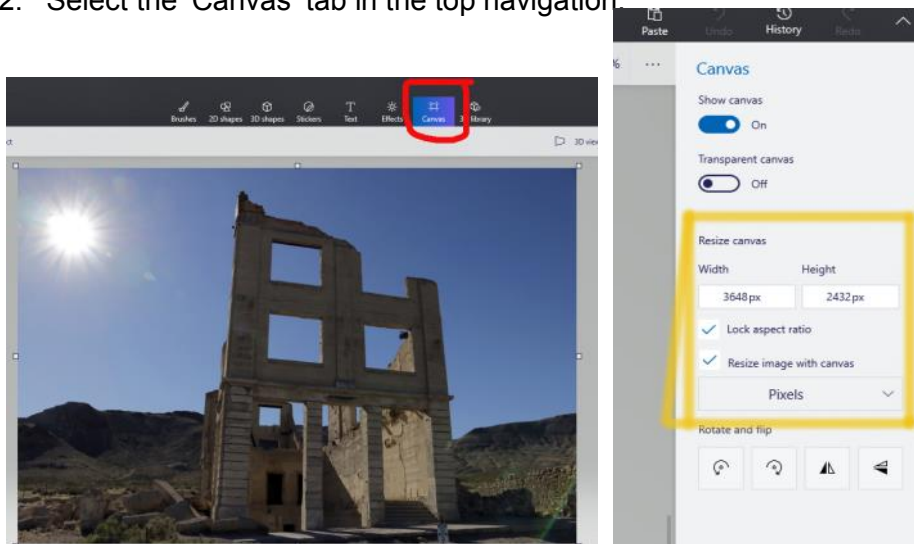 2. Select the 'Canvas' tab in the top navigation.
Brushes 2D shapes 3D shapes Stickers Text Effects Canvas 3D library
3D view
Paste Undo History Redo
%
Canvas
Show canvas
On
Transparent canvas
Off
Resize canvas
Width Height
3648px 2432px
Lock aspect ratio
Resize image with canvas
Pixels
Rotate and flip